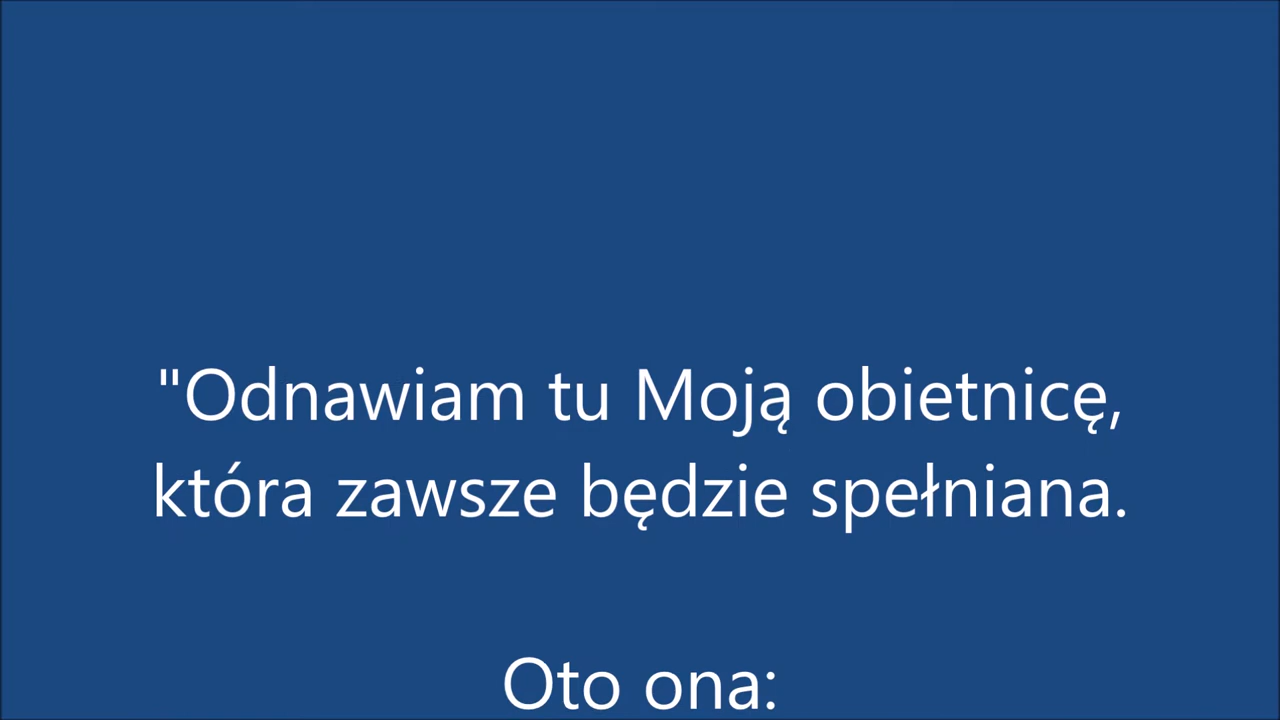 "Odnawiam tu Moją obietnicę,
która zawsze będzie spełniana.
Oto ona: